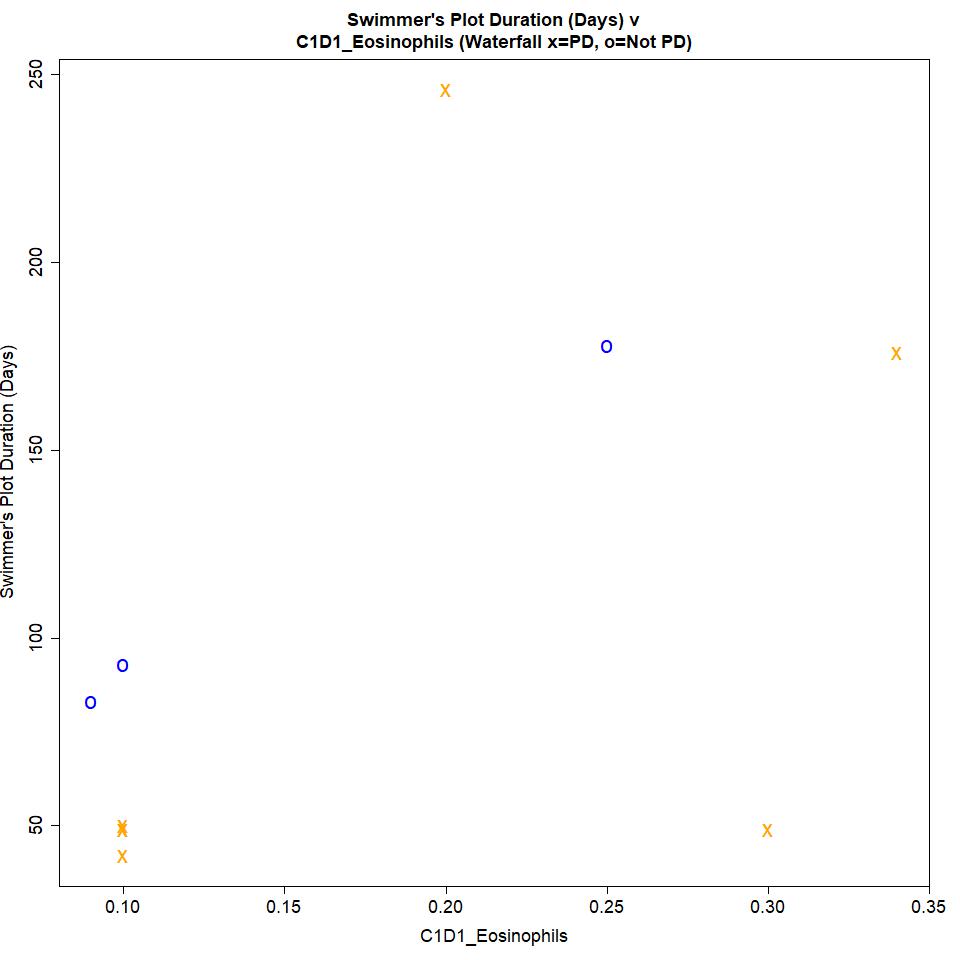 Swimmer's Plot Duration (Days) v
C1D1_Eosinophils (Waterfall x=PD, o=Not PD)
Swimmer's Plot Duration (Days)
250
200
150
100
50
X
O
X
O
O
X
X
X
X
0.10 0.15 0.20 0.25 0.30 0.35
C1D1_Eosinophils